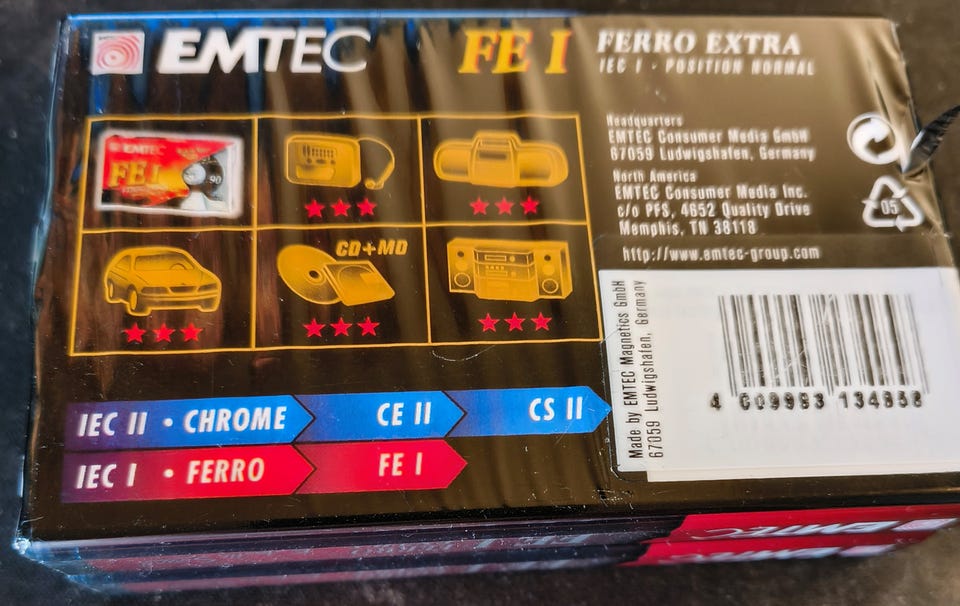 EMTEC
FE I
FERRO EXTRA
IEC I · POSITION NORMAL
Headquarters
EMTEC Consumer Media GmbH
67059 Ludwigshafen, Germany
North America
EMTEC Consumer Media Inc.
c/o PFS, 4652 Quality Drive
Memphis, TN 38118
http://www.emtec-group.com
05
EMTEC
FE I
90
CD+MD
IEC II • CHROME
CE II
CS II
IEC I • FERRO
FE I
Made by EMTEC Magnetics GmbH
67059 Ludwigshafen, Germany
EMTEC
EMTEC